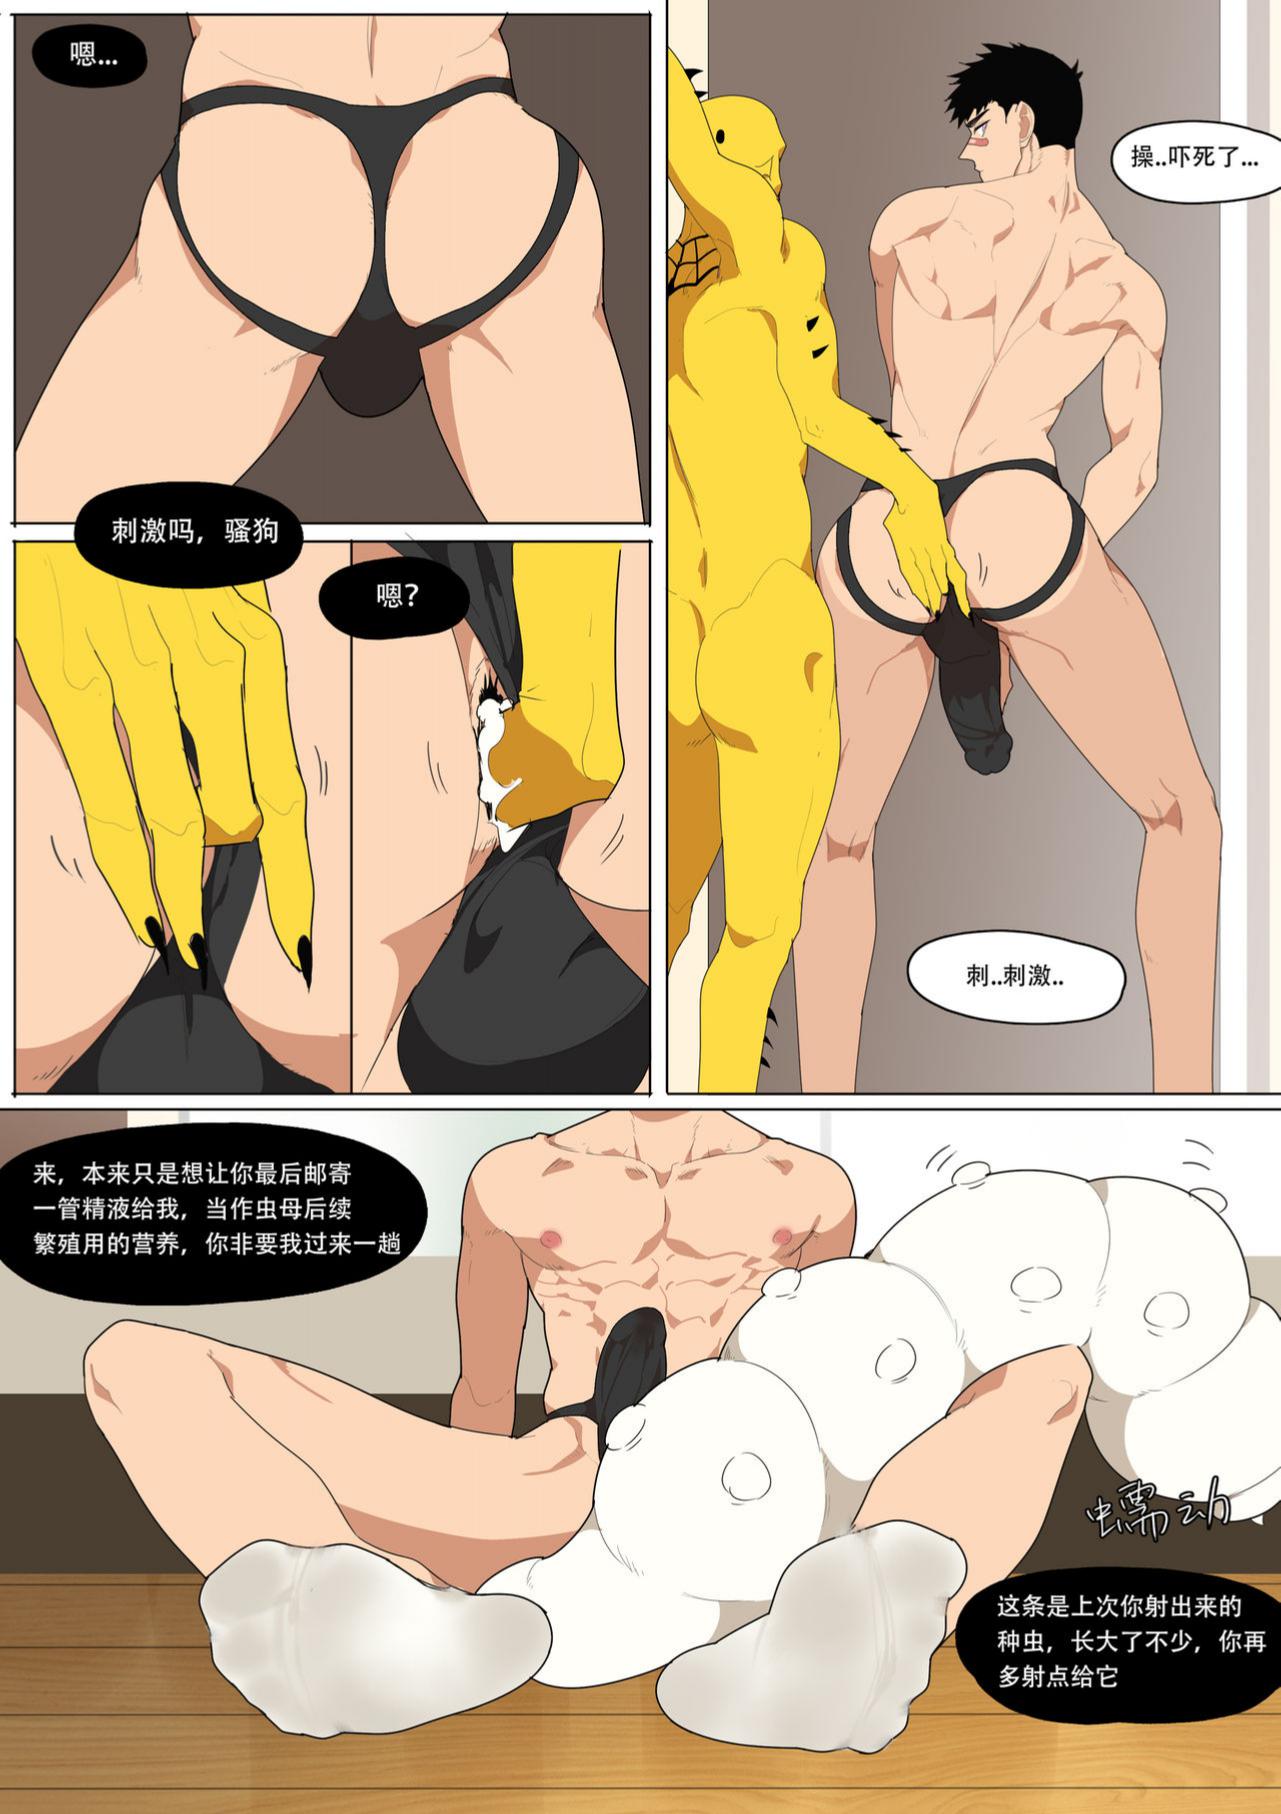 嗯...
操..吓死了...
刺激吗，骚狗
嗯？
刺..刺激..
来，本来只是想让你最后邮寄
一管精液给我，当作虫母后续
繁殖用的营养，你非要我过来一趟
蠕动
这条是上次你射出来的
种虫，长大了不少，你再
多射点给它